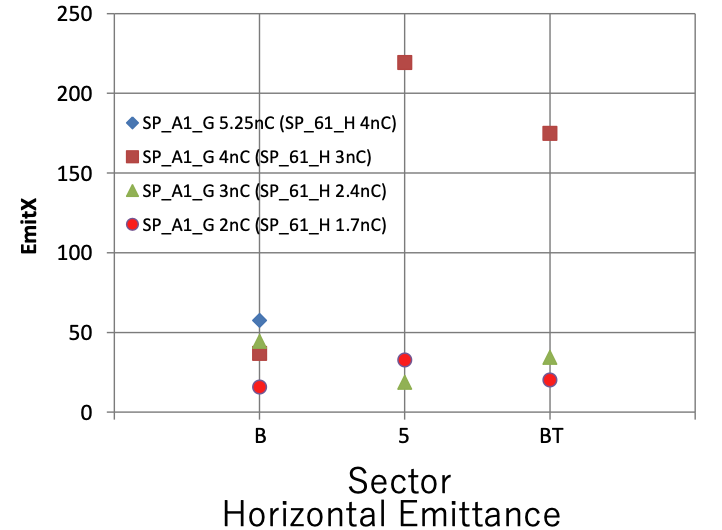 250
200
150
100
50
0
EmitX
SP_A1_G 5.25nC (SP_61_H 4nC)
SP_A1_G 4nC (SP_61_H 3nC)
SP_A1_G 3nC (SP_61_H 2.4nC)
SP_A1_G 2nC (SP_61_H 1.7nC)
B 5 BT
Sector
Horizontal Emittance